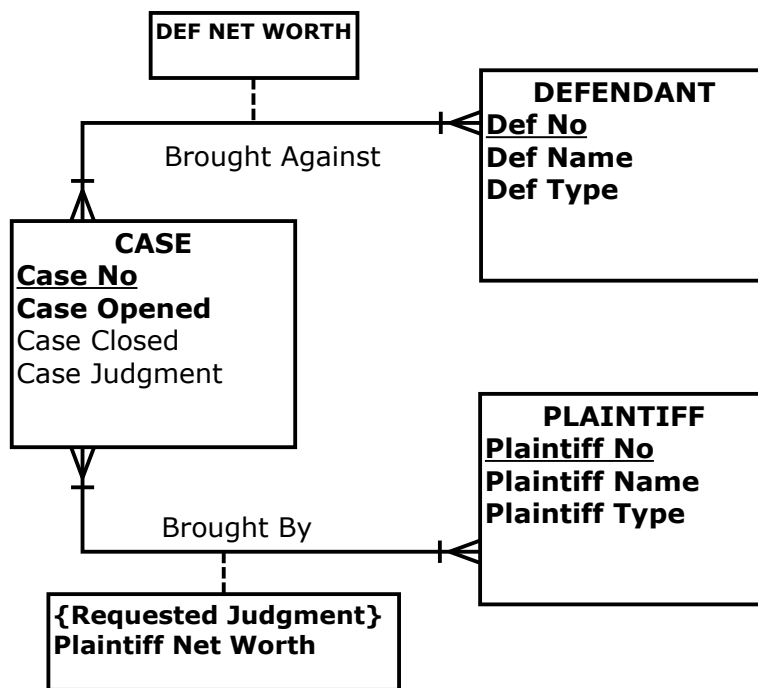 DEF NET WORTH
DEFENDANT
Def No
Def Name
Def Type
Brought Against
CASE
Case No
Case Opened
Case Closed
Case Judgment
PLAINTIFF
Plaintiff No
Plaintiff Name
Plaintiff Type
Brought By
{Requested Judgment}
Plaintiff Net Worth